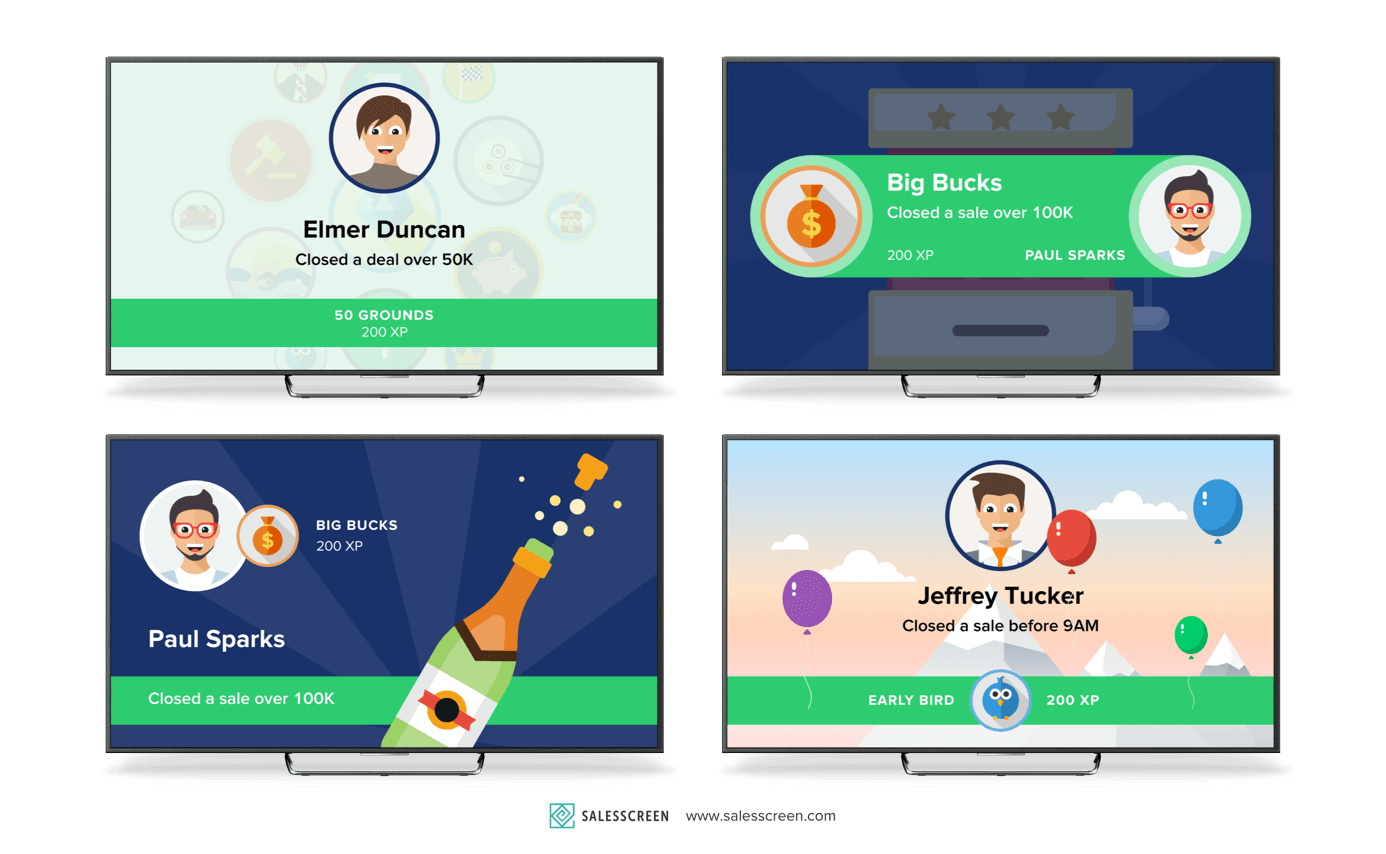 Elmer Duncan
Closed a deal over 50K
50 GROUNDS
200 XP
Big Bucks
Closed a sale over 100K
200 XP
PAUL SPARKS
$
BIG BUCKS
200 XP
$
Paul Sparks
Closed a sale over 100K
Jeffrey Tucker
Closed a sale before 9AM
EARLY BIRD
200 XP
SALESSCREEN www.salesscreen.com